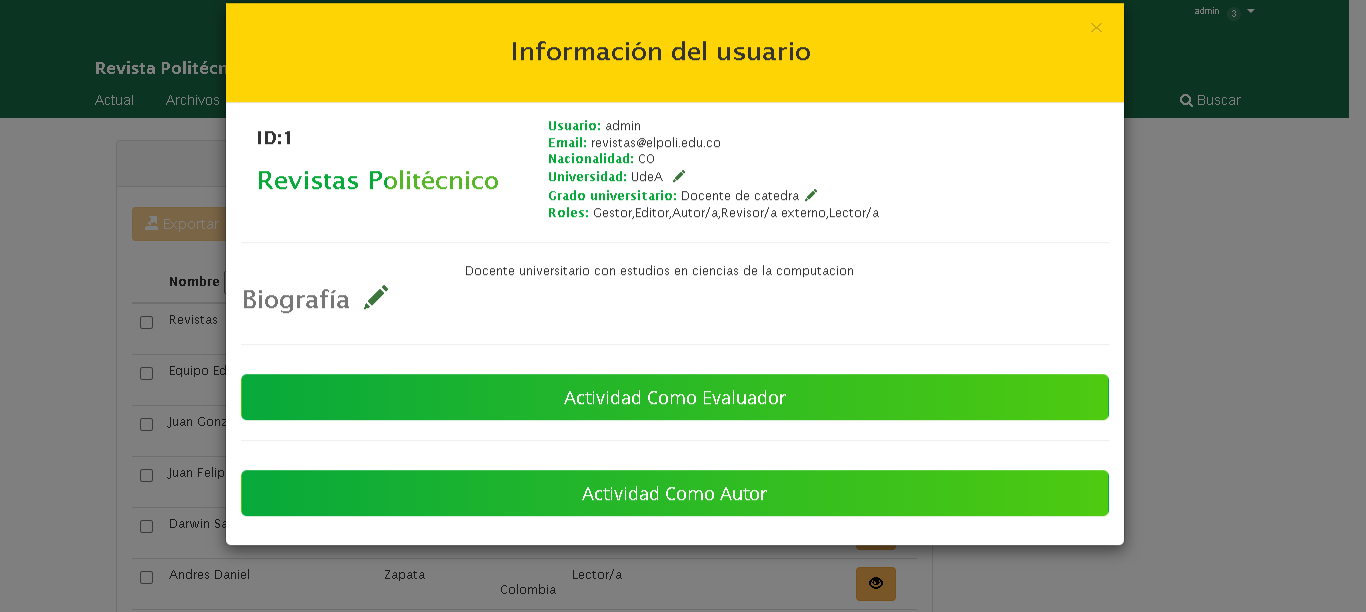 admin 3
Información del usuario
Revista Politécn
Actual Archivos Buscar
ID:1
Revistas Politécnico
Usuario: admin
Email: revistas@elpoli.edu.co
Nacionalidad: CO
Universidad: UdeA
Grado universitario: Docente de catedra
Roles: Gestor,Editor,Autor/a,Revisor/a externo,Lector/a
Exportar
Docente universitario con estudios en ciencias de la computacion
Biografía
Nombre
Revistas
Equipo Ed
Actividad Como Evaluador
Juan Gonz
Juan Felip
Actividad Como Autor
Darwin Sa
Andres Daniel Zapata Colombia Lector/a